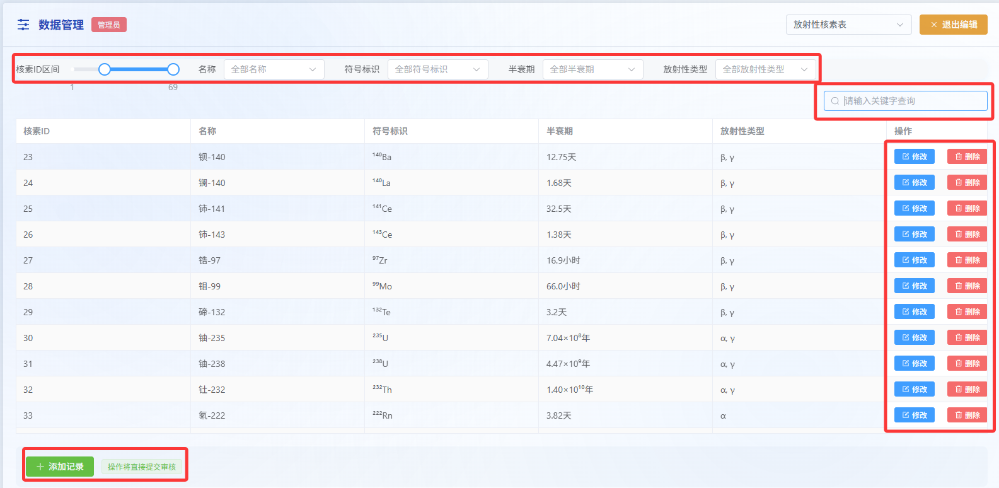 数据管理 管理员 放射性核素表 退出编辑
核素ID区间 名称 全部名称 符号标识 全部符号标识 半衰期 全部半衰期 放射性类型 全部放射性类型
1 69
请输入关键字查询
核素ID 名称 符号标识 半衰期 放射性类型 操作
23 钡-140 ¹⁴⁰Ba 12.75天 β, γ 修改 删除
24 镧-140 ¹⁴⁰La 1.68天 β, γ 修改 删除
25 铈-141 ¹⁴¹Ce 32.5天 β, γ 修改 删除
26 铈-143 ¹⁴³Ce 1.38天 β, γ 修改 删除
27 锆-97 ⁹⁷Zr 16.9小时 β, γ 修改 删除
28 钼-99 ⁹⁹Mo 66.0小时 β, γ 修改 删除
29 碲-132 ¹³²Te 3.2天 β, γ 修改 删除
30 铀-235 ²³⁵U 7.04×10⁸年 α, γ 修改 删除
31 铀-238 ²³⁸U 4.47×10⁹年 α, γ 修改 删除
32 钍-232 ²³²Th 1.40×10¹⁰年 α, γ 修改 删除
33 氡-222 ²²²Rn 3.82天 α 修改 删除
添加记录 操作将直接提交审核